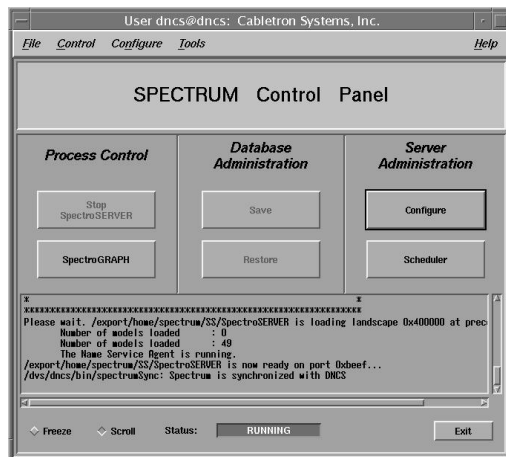 User dncs@dncs: Cabletron Systems, Inc.
File Control Configure Tools Help
SPECTRUM Control Panel
Process Control
Database Administration
Server Administration
Stop SpectroSERVER
Save
Configure
SpectroGRAPH
Restore
Scheduler
* *
Please wait. /export/home/spectrum/SS/SpectroSERVER is loading landscape 0x400000 at prec
Number of models loaded : 0
Number of models loaded : 49
The Name Service Agent is running.
/export/home/spectrum/SS/SpectroSERVER is now ready on port 0xbeef...
/dvs/dncs/bin/spectrumSync: Spectrum is synchronized with DNCS
Freeze Scroll Status: RUNNING Exit